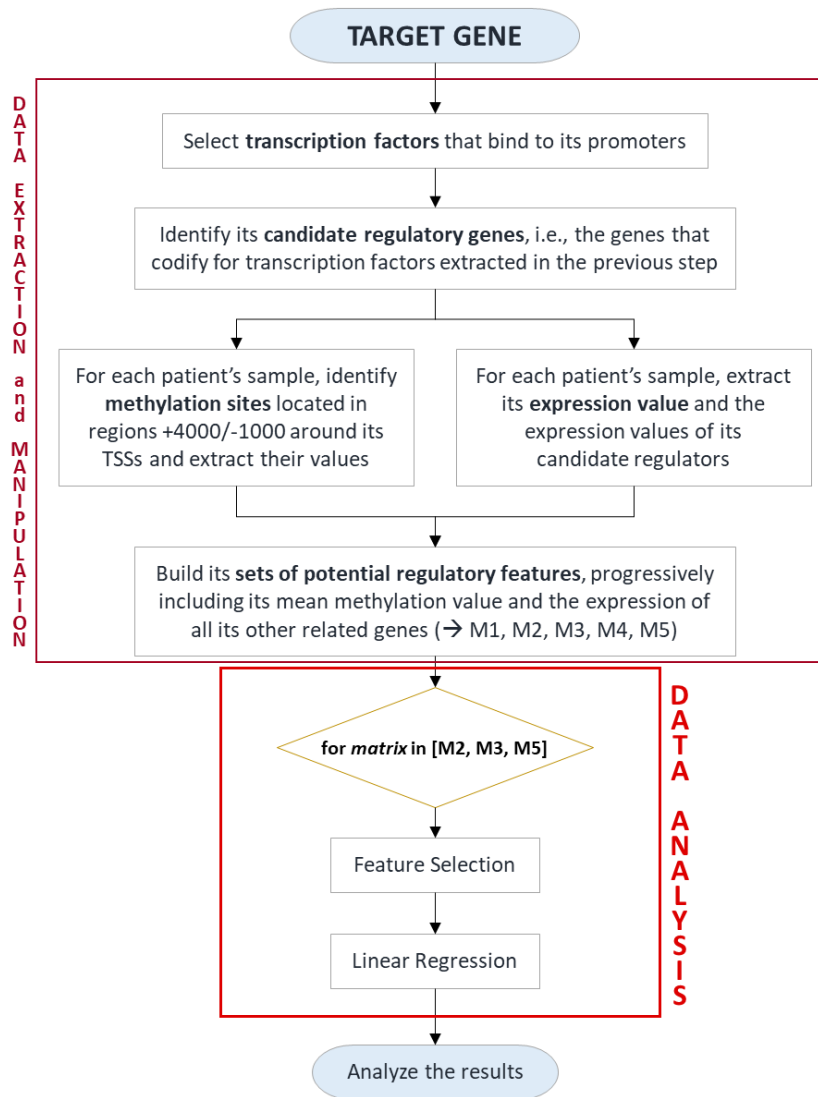 TARGET GENE
DATA EXTRACTION and MANIPULATION
Select transcription factors that bind to its promoters
Identify its candidate regulatory genes, i.e., the genes that
codify for transcription factors extracted in the previous step
For each patient's sample, identify
methylation sites located in
regions +4000/-1000 around its
TSSs and extract their values
For each patient's sample, extract
its expression value and the
expression values of its
candidate regulators
Build its sets of potential regulatory features, progressively
including its mean methylation value and the expression of
all its other related genes (→ M1, M2, M3, M4, M5)
DATA ANALYSIS
for matrix in [M2, M3, M5]
Feature Selection
Linear Regression
Analyze the results